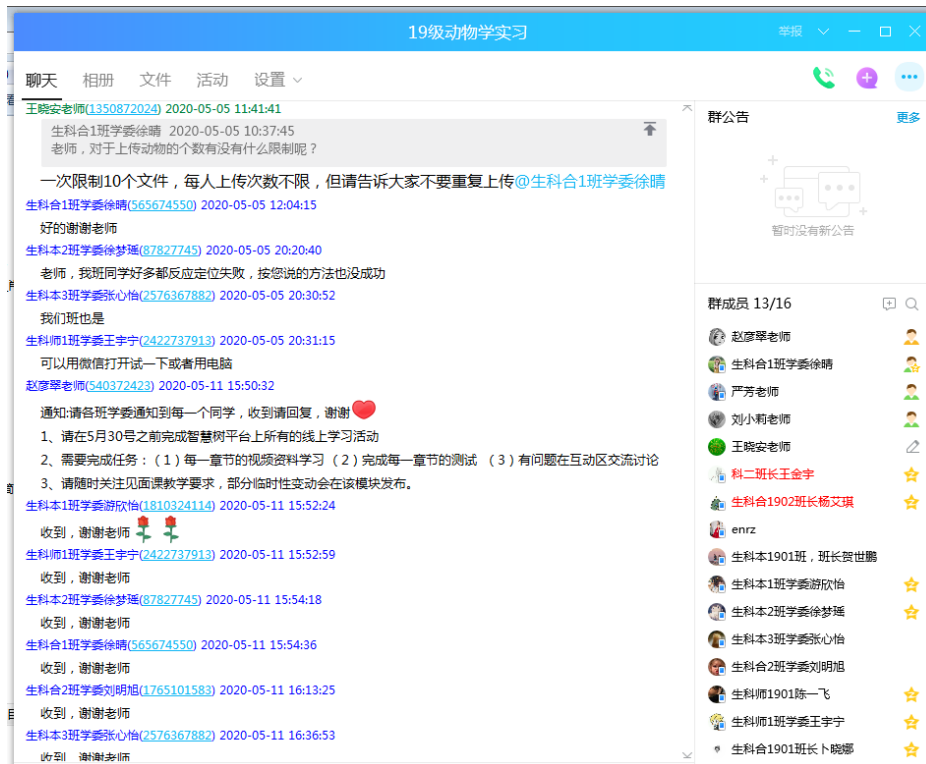 19级动物学实习
举报
聊天 相册 文件 活动 设置
王晓安老师(1350872024) 2020-05-05 11:41:41
生科合1班学委徐晴 2020-05-05 10:37:45
老师，对于上传动物的个数有没有什么限制呢？
一次限制10个文件，每人上传次数不限，但请告诉大家不要重复上传@生科合1班学委徐晴
生科合1班学委徐晴(565674550) 2020-05-05 12:04:15
好的谢谢老师
生科本2班学委徐梦瑶(87827745) 2020-05-05 20:20:40
老师，我班同学好多都反应定位失败，按您说的方法也没成功
生科本3班学委张心怡(2576367882) 2020-05-05 20:30:52
我们班也是
生科师1班学委王宇宁(2422737913) 2020-05-05 20:31:15
可以用微信打开试一下或者用电脑
赵彦翠老师(540372423) 2020-05-11 15:50:32
通知:请各班学委通知到每一个同学，收到请回复，谢谢
1、请在5月30号之前完成智慧树平台上所有的线上学习活动
2、需要完成任务：（1）每一章节的视频资料学习 （2）完成每一章节的测试 （3）有问题在互动区交流讨论
3、请随时关注见面课教学要求，部分临时性变动会在该模块发布。
生科本1班学委游欣怡(1810324114) 2020-05-11 15:52:24
收到，谢谢老师
生科师1班学委王宇宁(2422737913) 2020-05-11 15:52:59
收到，谢谢老师
生科本2班学委徐梦瑶(87827745) 2020-05-11 15:54:18
收到，谢谢老师
生科合1班学委徐晴(565674550) 2020-05-11 15:54:36
收到，谢谢老师
生科合2班学委刘明旭(1765101583) 2020-05-11 16:13:25
收到，谢谢老师
生科本3班学委张心怡(2576367882) 2020-05-11 16:36:53
收到，谢谢老师
群公告 更多
暂时没有新公告
群成员 13/16
赵彦翠老师
生科合1班学委徐晴
严芳老师
刘小莉老师
王晓安老师
科二班长王金宇
生科合1902班长杨艾琪
enrz
生科本1901班，班长贺世鹏
生科本1班学委游欣怡
生科本2班学委徐梦瑶
生科本3班学委张心怡
生科合2班学委刘明旭
生科师1901陈一飞
生科师1班学委王宇宁
生科合1901班长卜晓娜